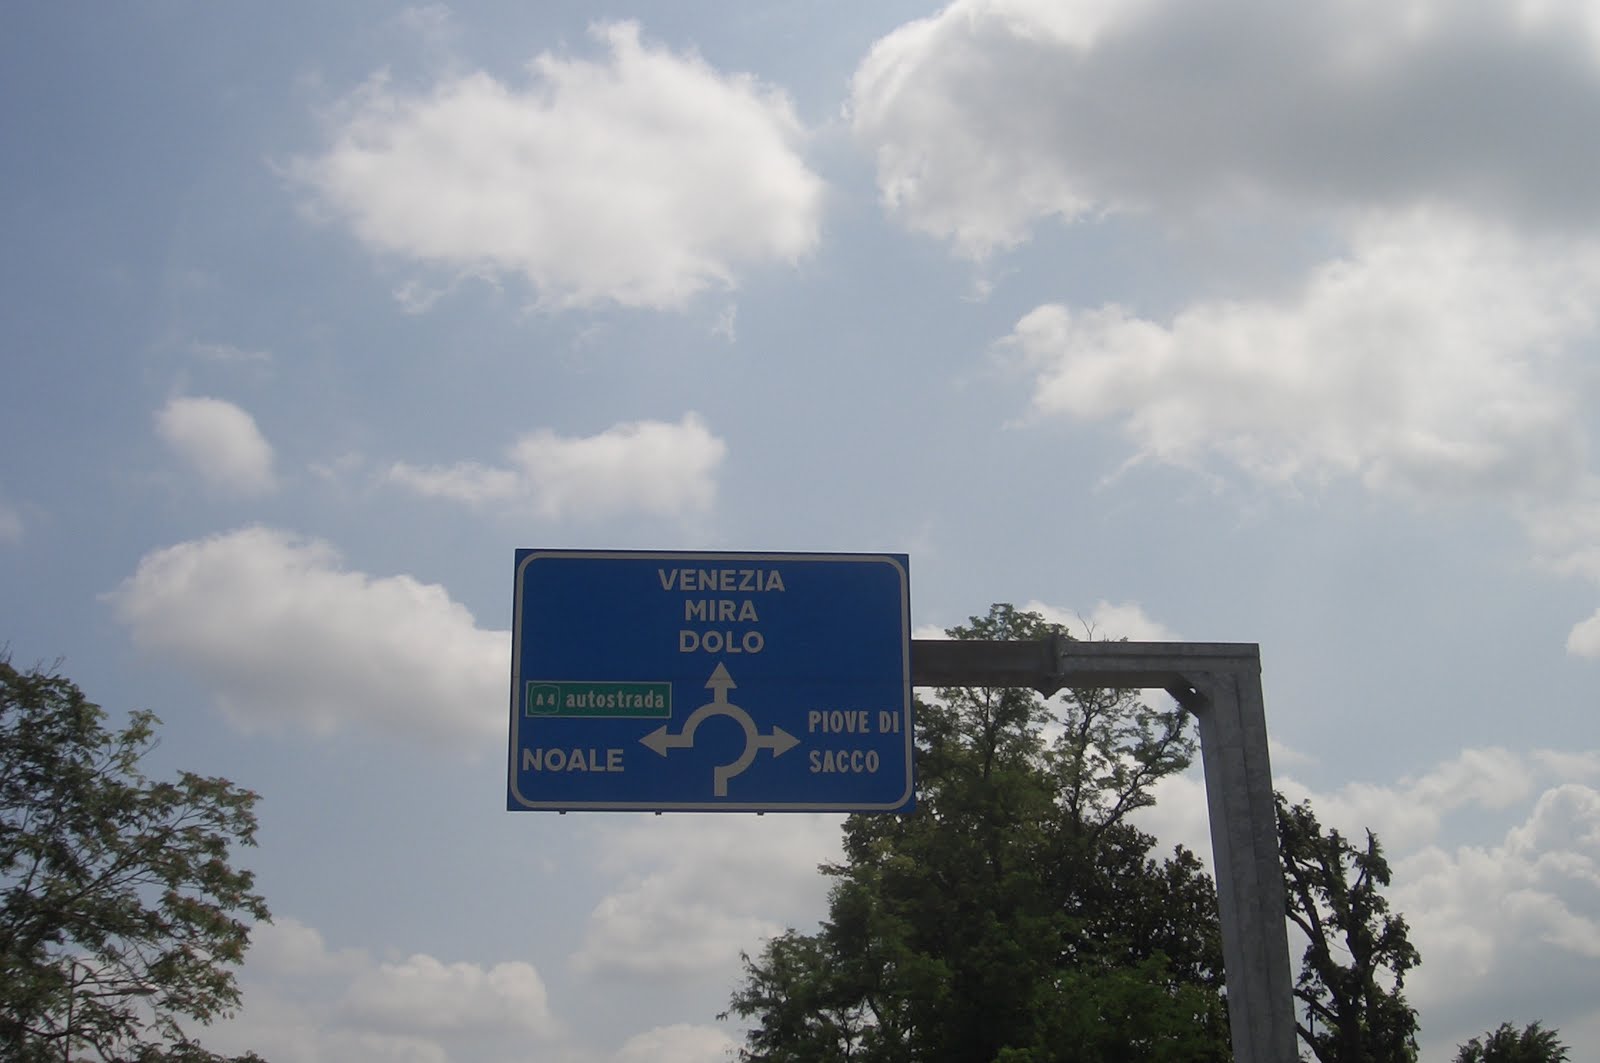 VENEZIA
MIRA
DOLO
A4 autostrada
NOALE
PIOVE DI
SACCO